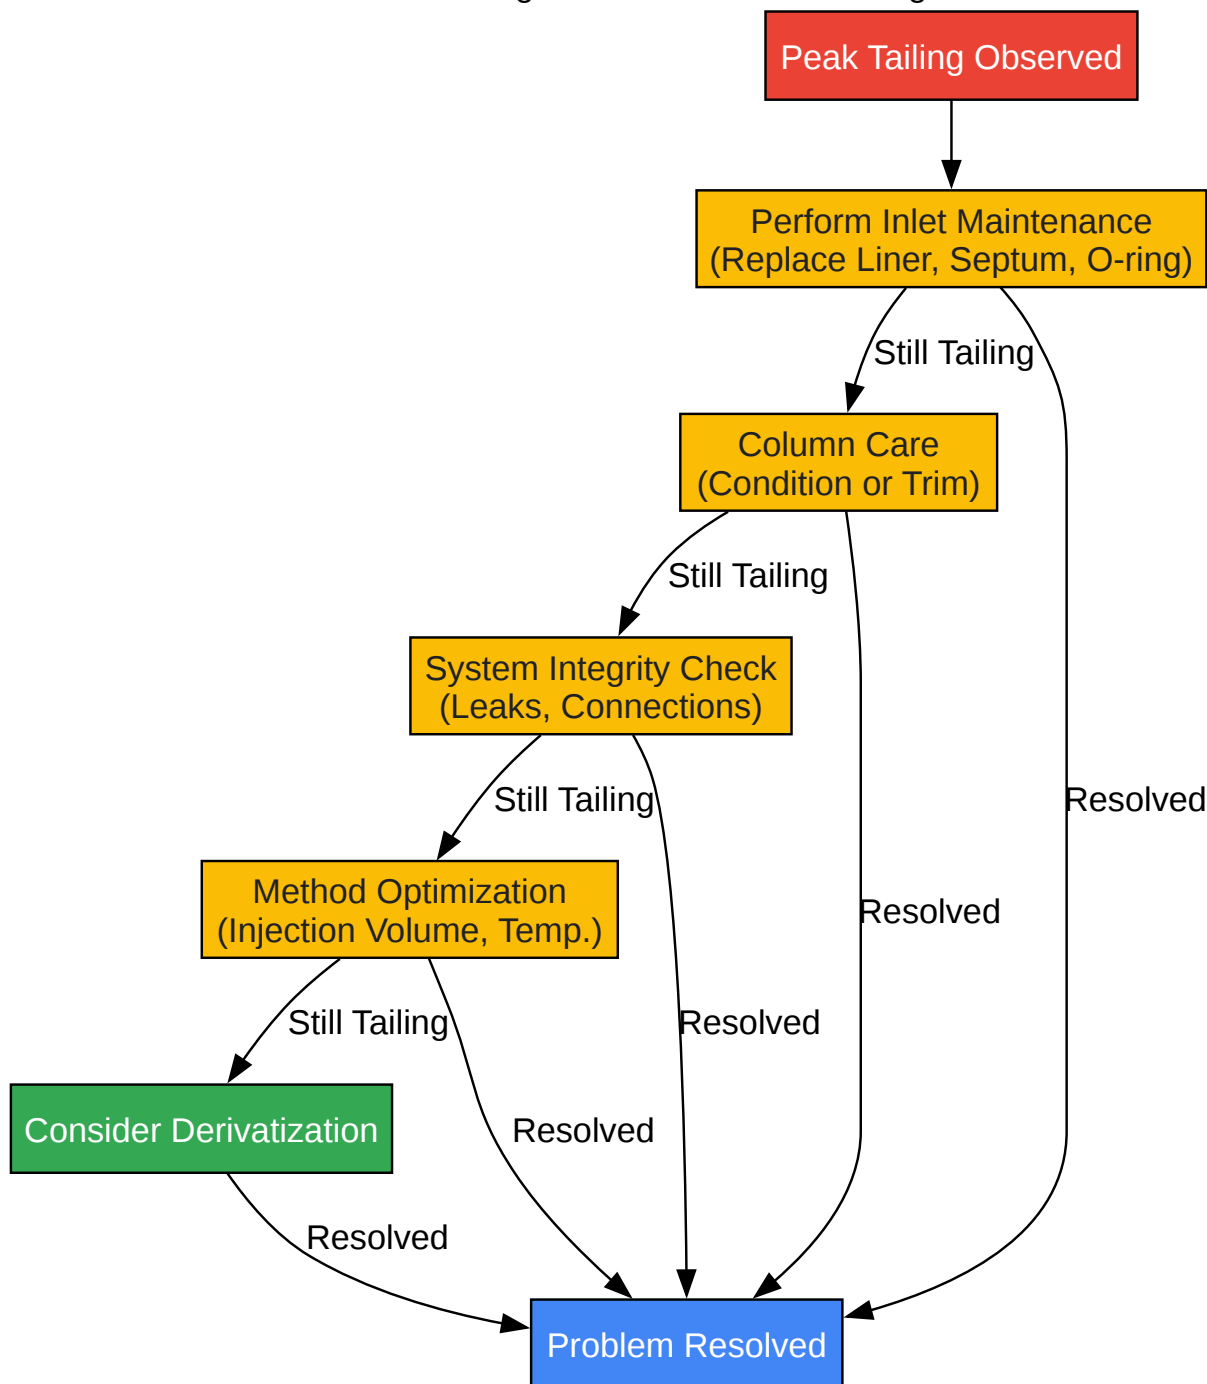 Peak Tailing Observed
Perform Inlet Maintenance
(Replace Liner, Septum, O-ring)
Still Tailing
Column Care
(Condition or Trim)
Still Tailing
System Integrity Check
(Leaks, Connections)
Still Tailing
Resolved
Method Optimization
(Injection Volume, Temp.)
Resolved
Still Tailing
Resolved
Consider Derivatization
Resolved
Resolved
Problem Resolved